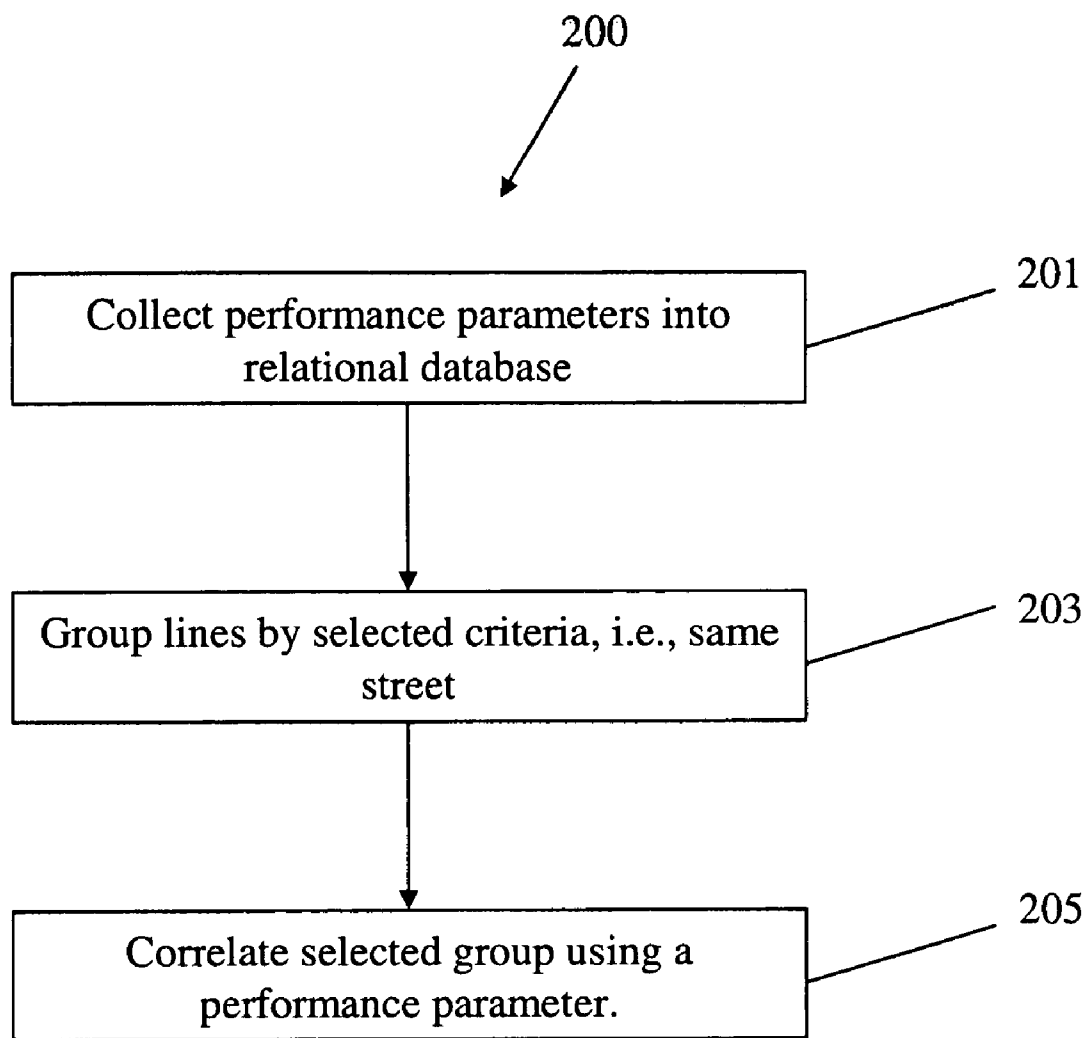 200
201
Collect performance parameters into
relational database
203
Group lines by selected criteria, i.e., same
street
205
Correlate selected group using a
performance parameter.